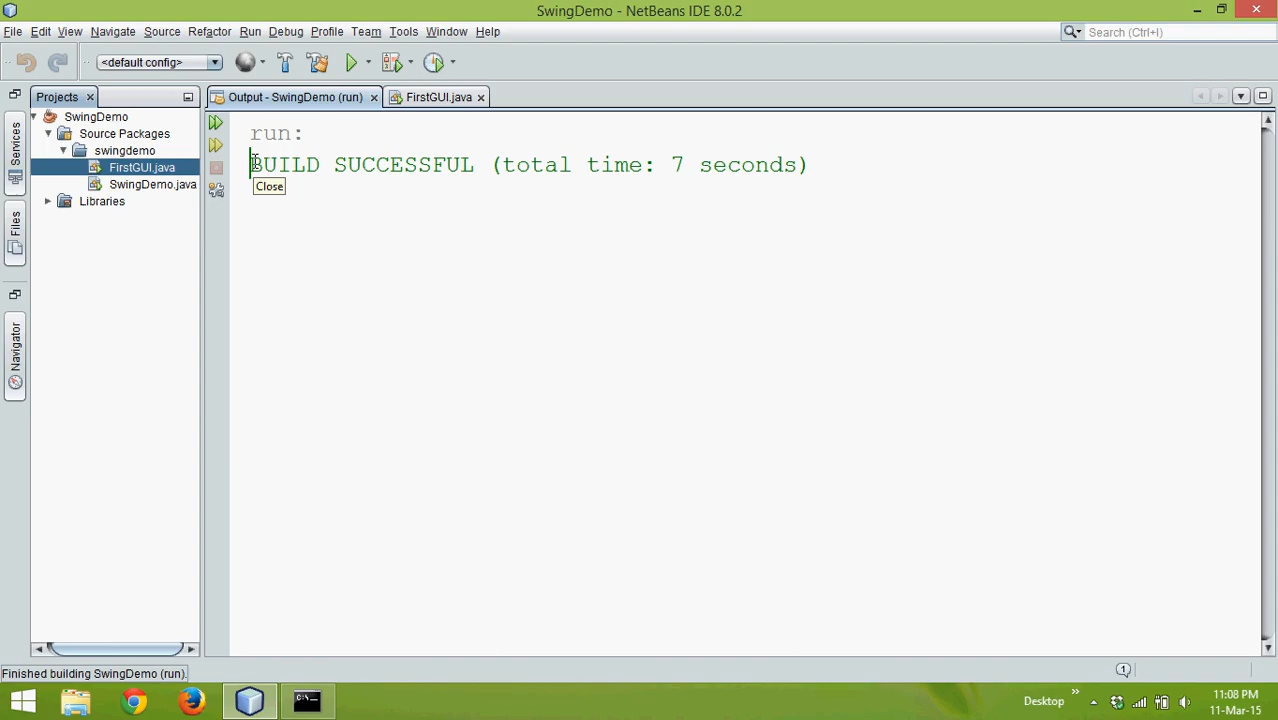 SwingDemo - NetBeans IDE 8.0.2
File Edit View Navigate Source Refactor Run Debug Profile Team Tools Window Help
Search (Ctrl+I)
<default config>
Projects
Output - SwingDemo (run)
FirstGUI.java
SwingDemo
Source Packages
swingdemo
FirstGUI.java
SwingDemo.java
Libraries
Services
Files
Navigator
run:
BUILD SUCCESSFUL (total time: 7 seconds)
Close
Finished building SwingDemo (run).
1
C:\
Desktop
11:08 PM
11-Mar-15